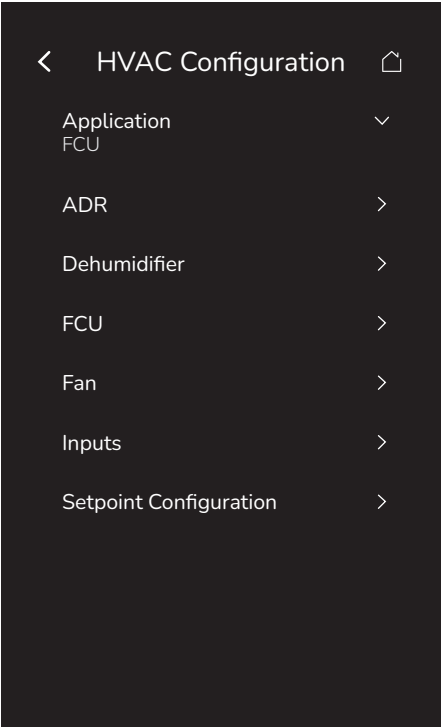 HVAC Configuration
Application
FCU
ADR
Dehumidifier
FCU
Fan
Inputs
Setpoint Configuration